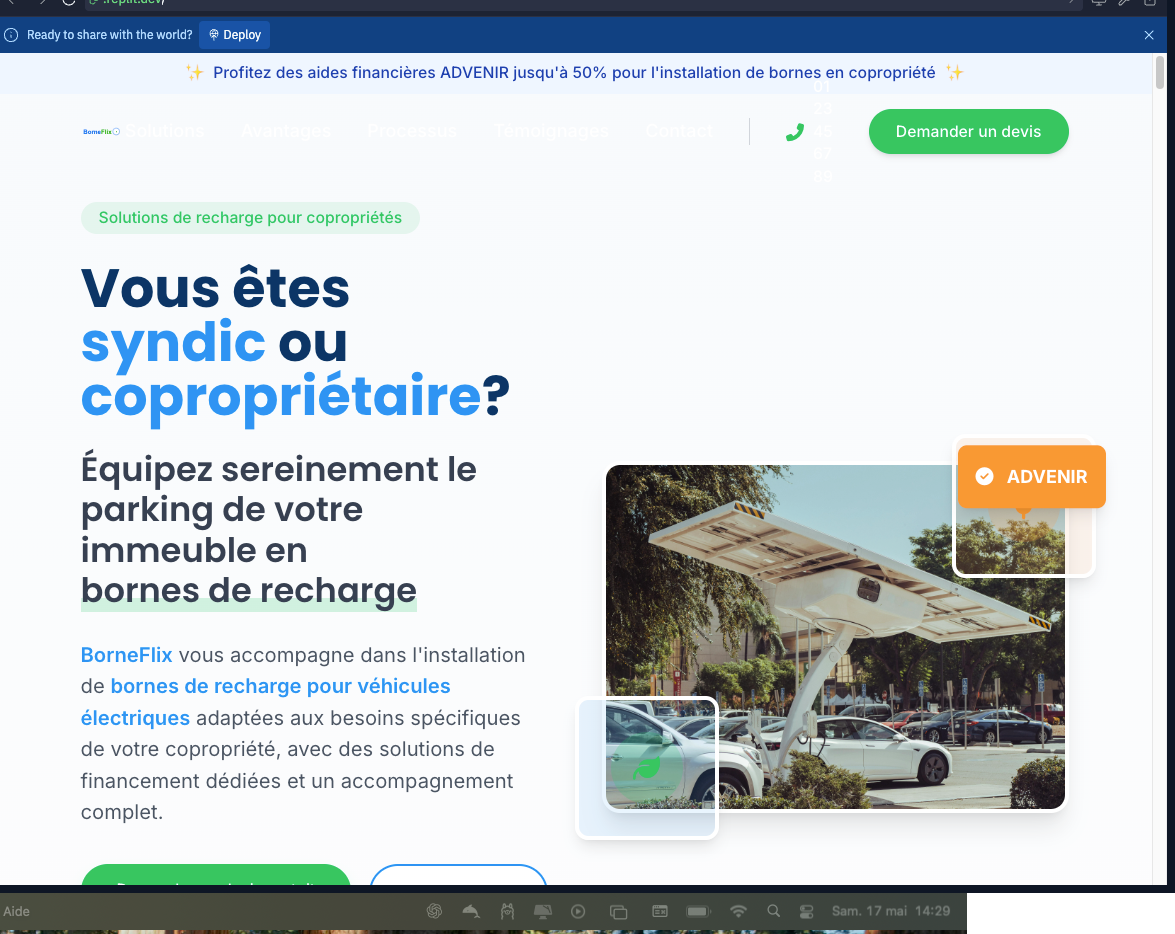 .replit.dev/
Ready to share with the world? Deploy
✨ Profitez des aides financières ADVENIR jusqu'à 50% pour l'installation de bornes en copropriété ✨
BorneFlix Solutions Avantages Processus Témoignages Contact
01
23
45
67
89
Demander un devis
Solutions de recharge pour copropriétés
Vous êtes
syndic ou
copropriétaire?
Équipez sereinement le
parking de votre
immeuble en
bornes de recharge
ADVENIR
BorneFlix vous accompagne dans l'installation
de bornes de recharge pour véhicules
électriques adaptées aux besoins spécifiques
de votre copropriété, avec des solutions de
financement dédiées et un accompagnement
complet.
Aide
Sam. 17 mai 14:29